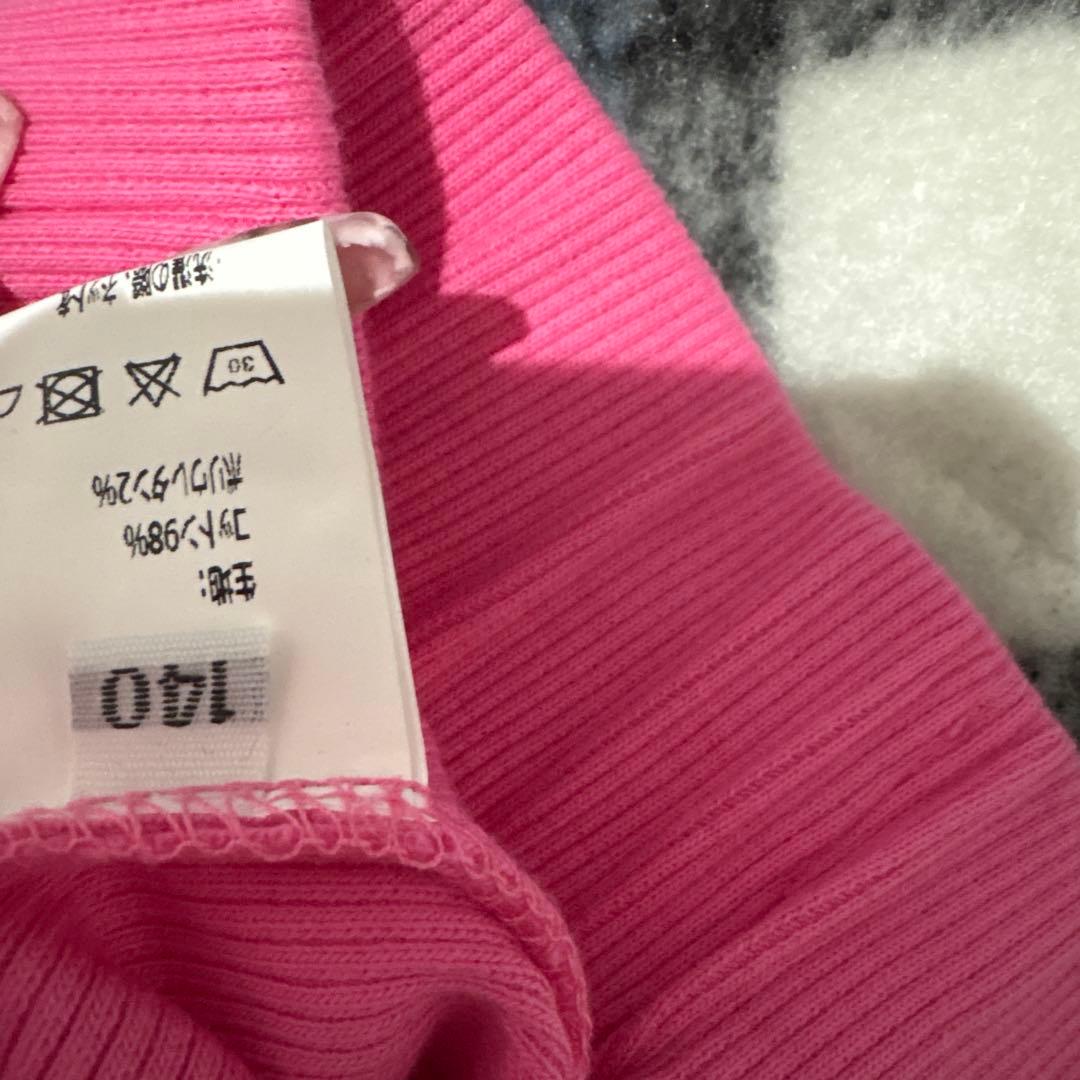 140
生地:
コットン98%
ポリウレタン2%
30
洗濯の際、ネットを